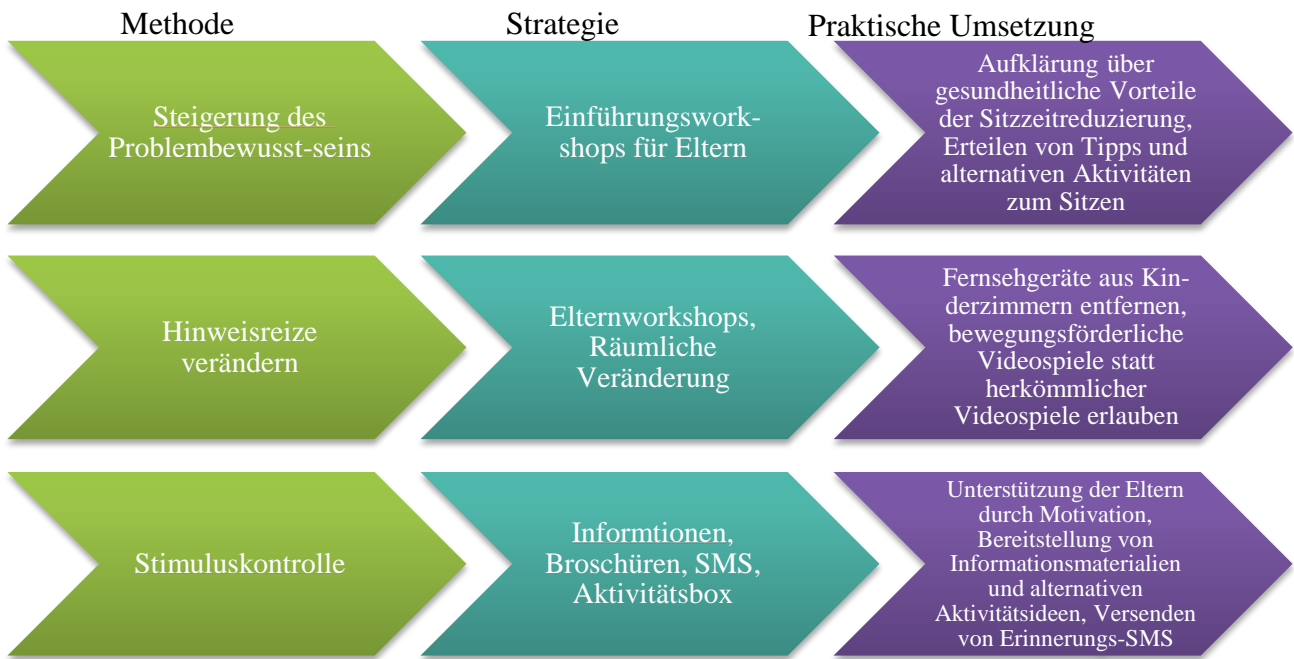 Methode
Strategie
Praktische Umsetzung
Steigerung des
Problembewusst-seins
Einführungswork-
shops für Eltern
Aufklärung über
gesundheitliche Vorteile
der Sitzzeitreduzierung,
Erteilen von Tipps und
alternativen Aktivitäten
zum Sitzen
Hinweisreize
verändern
Elternworkshops,
Räumliche
Veränderung
Fernsehgeräte aus Kin-
derzimmern entfernen,
bewegungsförderliche
Videospiele statt
herkömmlicher
Videospiele erlauben
Stimuluskontrolle
Informtionen,
Broschüren, SMS,
Aktivitätsbox
Unterstützung der Eltern
durch Motivation,
Bereitstellung von
Informationsmaterialien
und alternativen
Aktivitätsideen, Versenden
von Erinnerungs-SMS